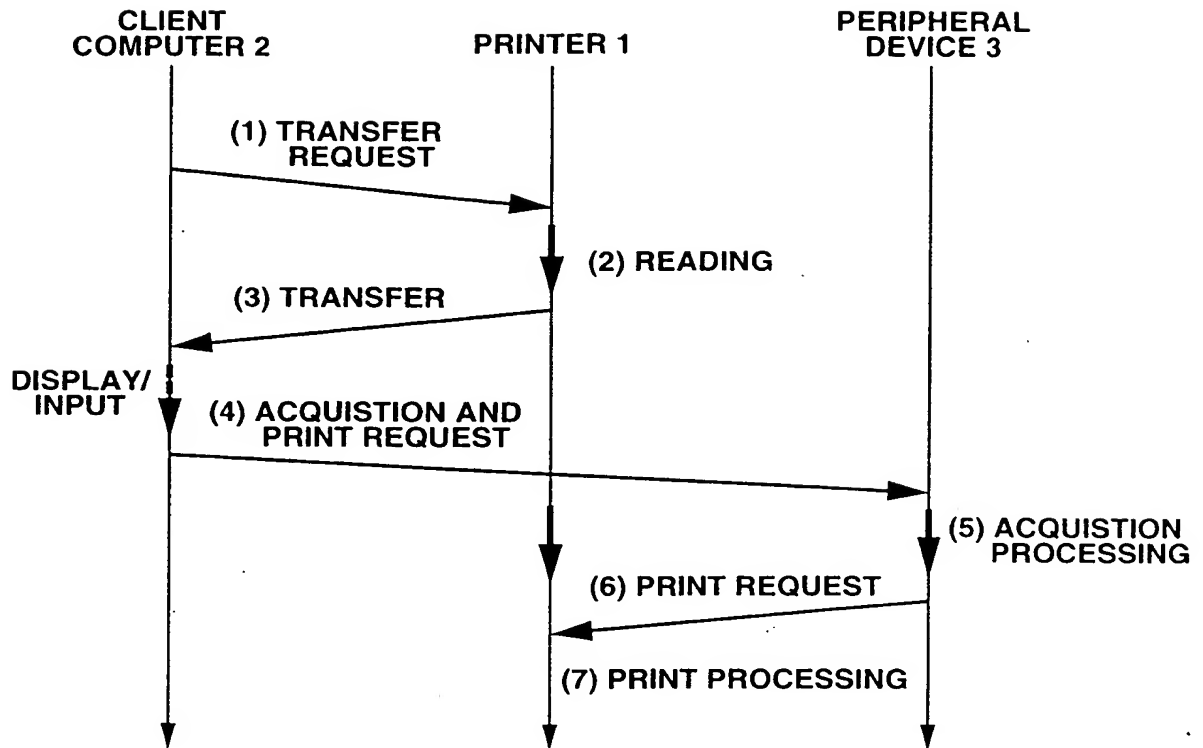 CLIENT
COMPUTER 2
PRINTER 1
PERIPHERAL
DEVICE 3
(1) TRANSFER
REQUEST
(2) READING
(3) TRANSFER
DISPLAY/
INPUT
(4) ACQUISTION AND
PRINT REQUEST
(5) ACQUISTION
PROCESSING
(6) PRINT REQUEST
(7) PRINT PROCESSING